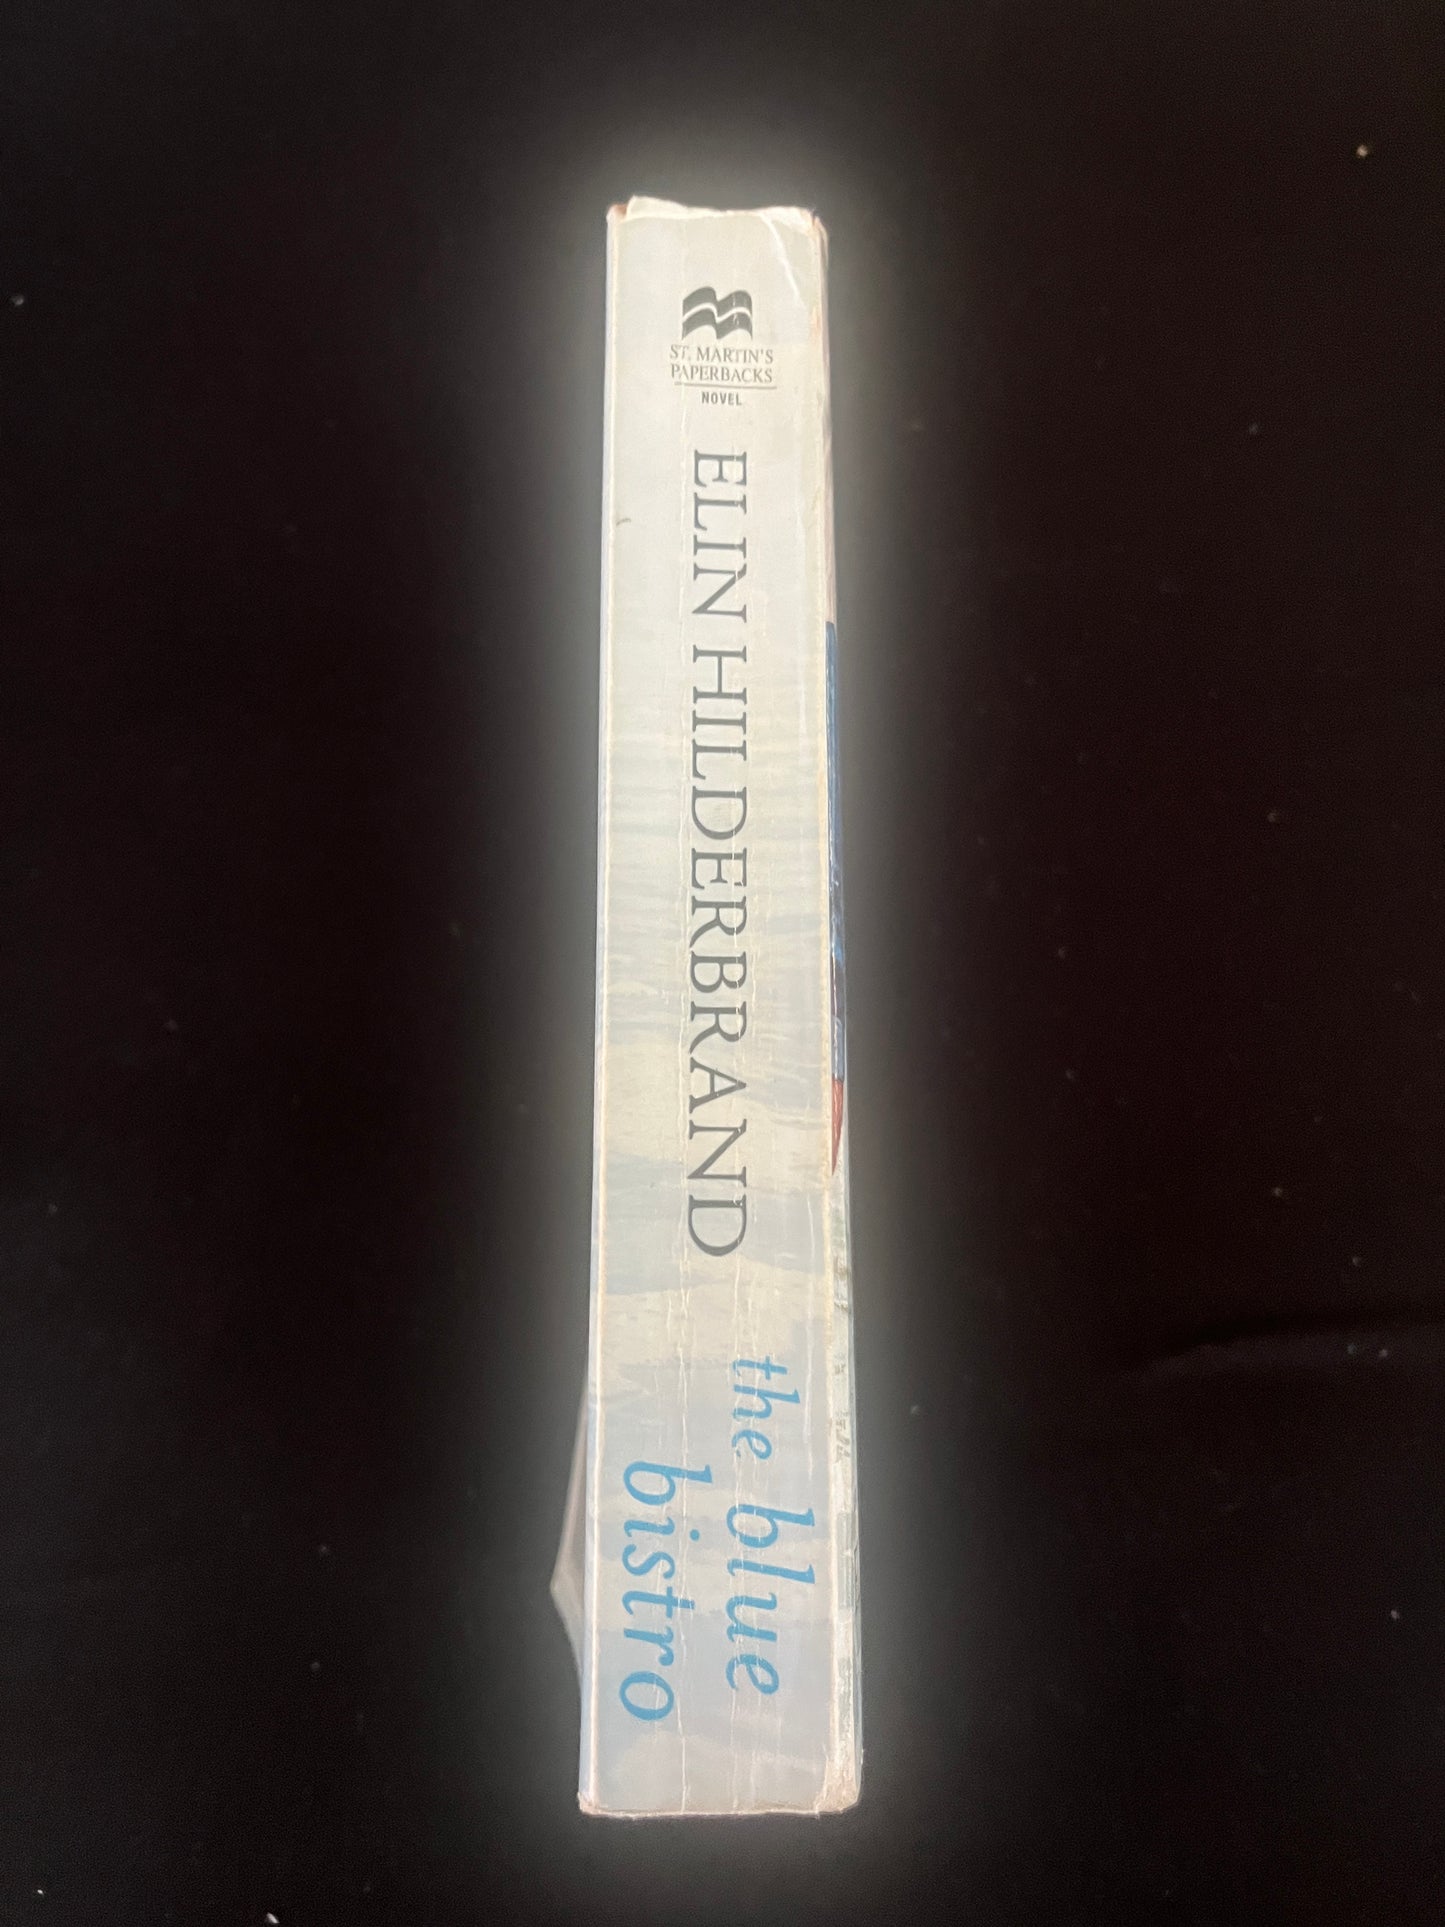 ST. MARTIN'S
PAPERBACKS
NOVEL
ELIN HILDERBRAND
the blue
bistro